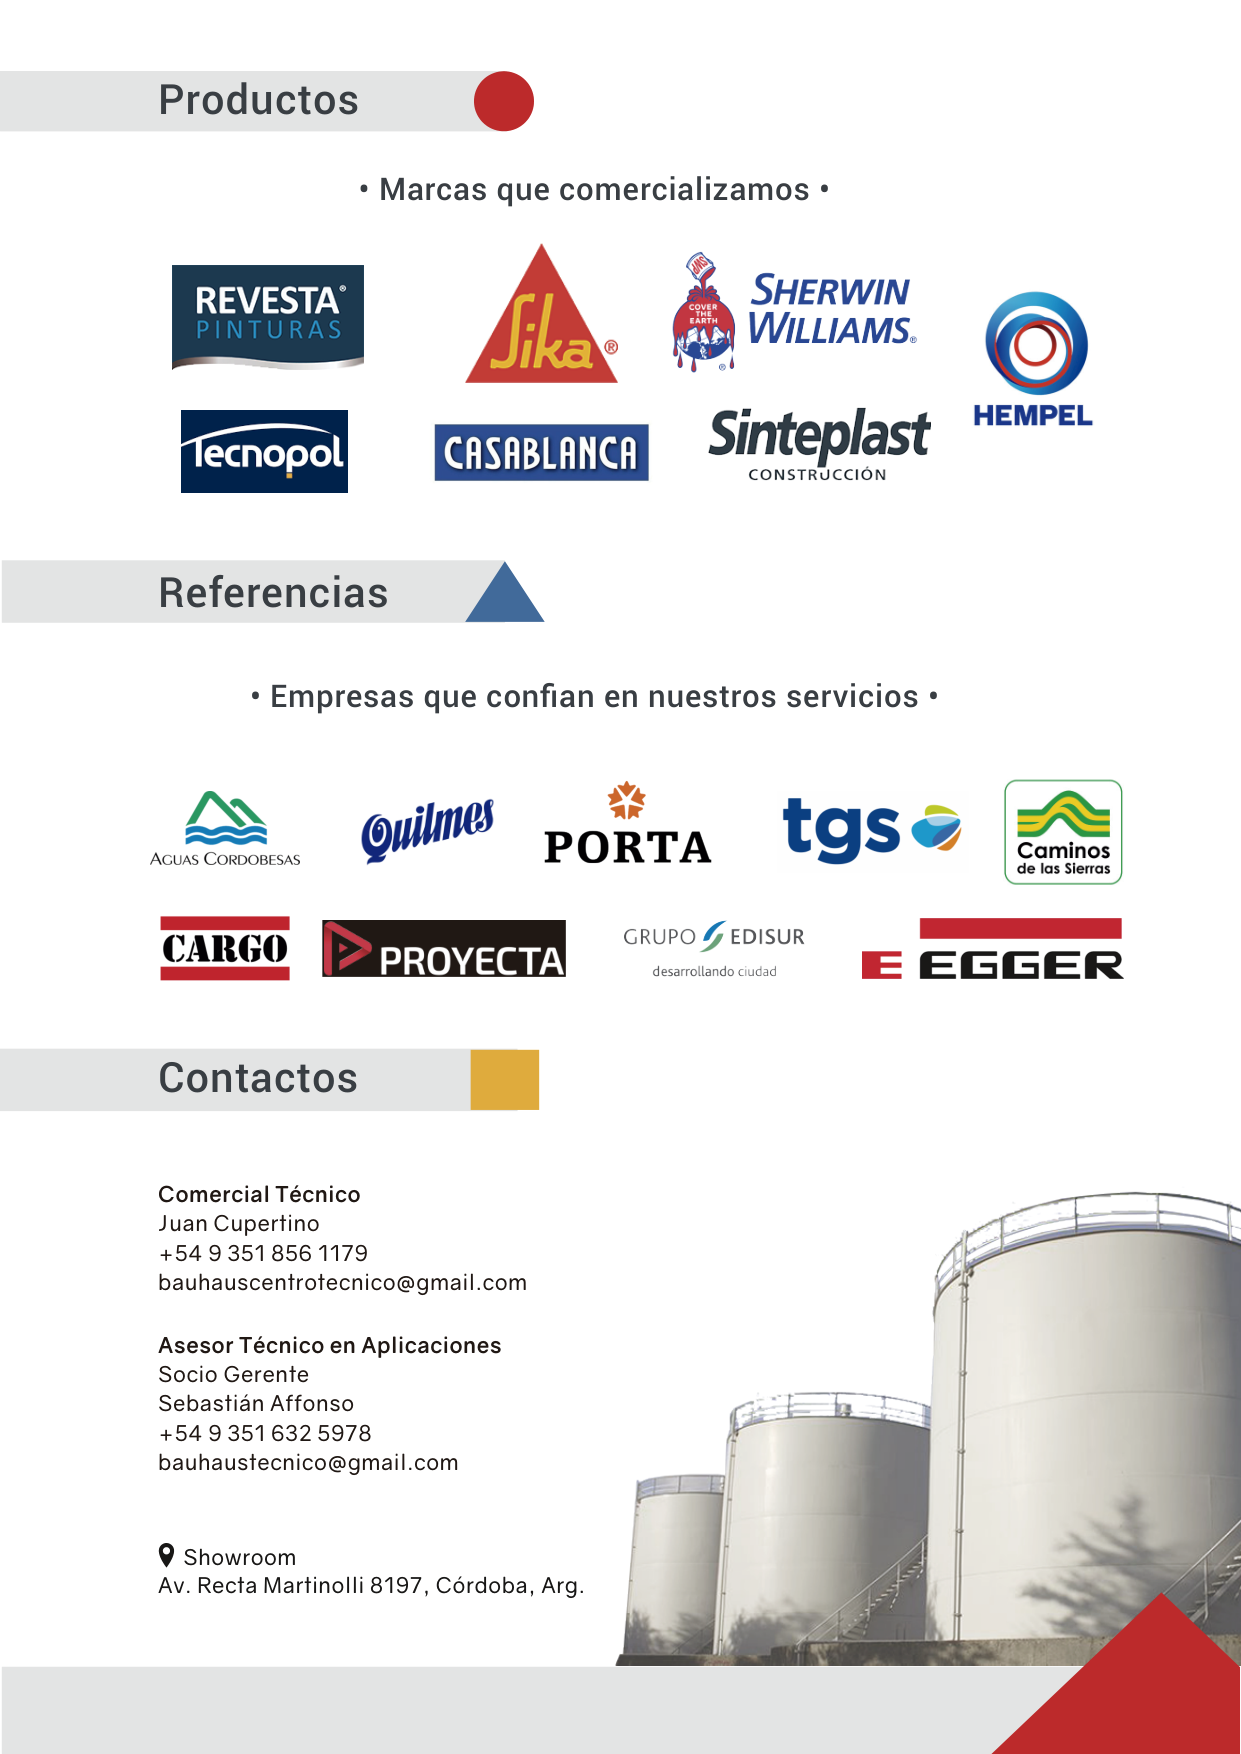 Productos
• Marcas que comercializamos •
REVESTA®
PINTURAS
Sika®
SWP
COVER
THE
EARTH
®
SHERWIN
WILLIAMS®
HEMPEL
Tecnopol
CASABLANCA
Sinteplast
CONSTRUCCIÓN
Referencias
• Empresas que confian en nuestros servicios •
AGUAS CORDOBESAS
Quilmes
PORTA
tgs
Caminos
de las Sierras
CARGO
PROYECTA
GRUPO EDISUR
desarrollando ciudad
E EGGER
Contactos
Comercial Técnico
Juan Cupertino
+54 9 351 856 1179
bauhauscentrotecnico@gmail.com
Asesor Técnico en Aplicaciones
Socio Gerente
Sebastián Affonso
+54 9 351 632 5978
bauhaustecnico@gmail.com
Showroom
Av. Recta Martinolli 8197, Córdoba, Arg.